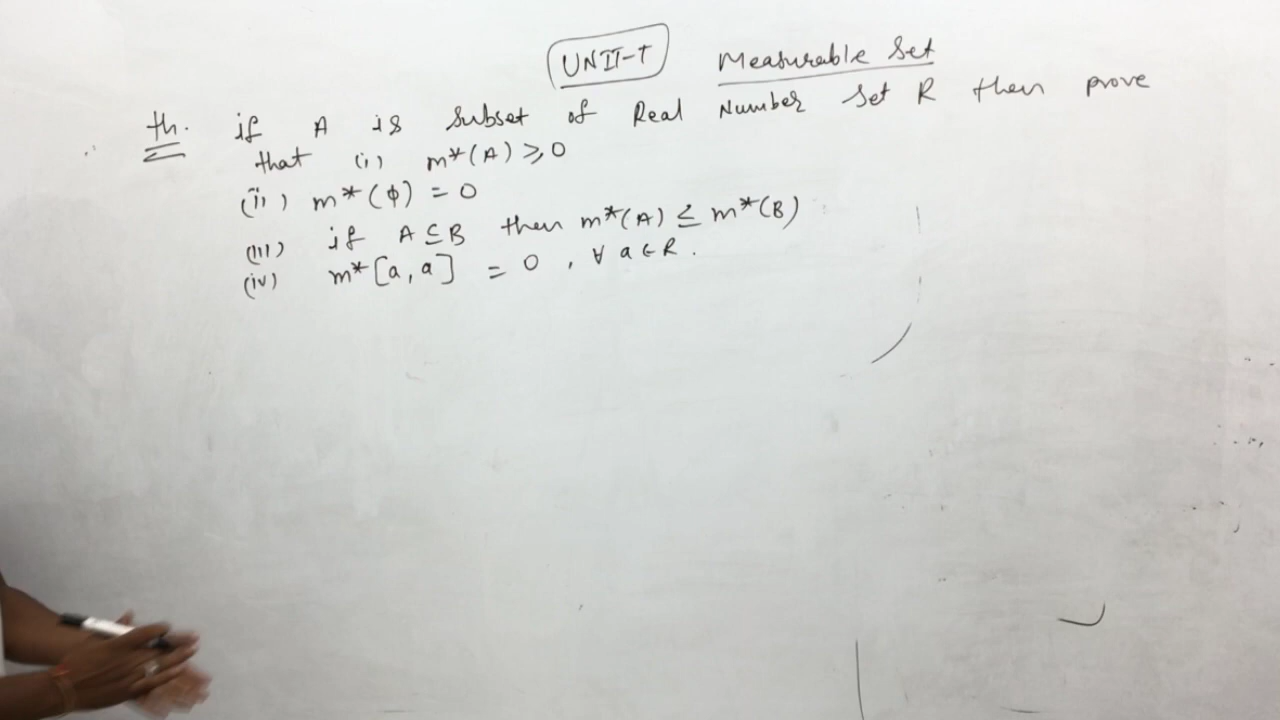 UNIT-I Measurable Set
th. if A is Subset of Real Number Set R then prove
that (i) m*(A) ≥ 0
(ii) m*(ϕ) = 0
(iii) if A ⊆ B then m*(A) ≤ m*(B)
(iv) m*[a, a] = 0 , ∀ a ∈ R .